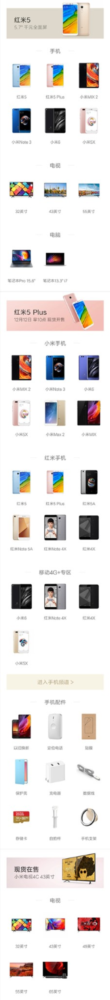 红米5
5.7" 千元全面屏
手机
红米5
红米5 Plus
小米MIX 2
小米Note 3
小米6
小米5X
电视
32英寸
43英寸
55英寸
电脑
笔记本Pro 15.6"
笔记本13.3" i7
红米5 Plus
12月12日 早10点 现货开售
小米手机
小米MIX 2
小米Note 3
小米6
小米5X
小米Max 2
小米MIX
红米手机
红米5
红米5 Plus
红米5A
红米Note 5A
红米Note 4X
红米4X
移动4G+专区
小米6
红米Note 4X
红米4X
小米5X
进入手机频道 >
手机配件
以旧换新
定位电话
贴膜
保护壳
充电器
数据线
存储卡
自拍杆
手机支架
现货在售
小米电视4C 43英寸
电视
32英寸
43英寸
49英寸
55英寸
65英寸